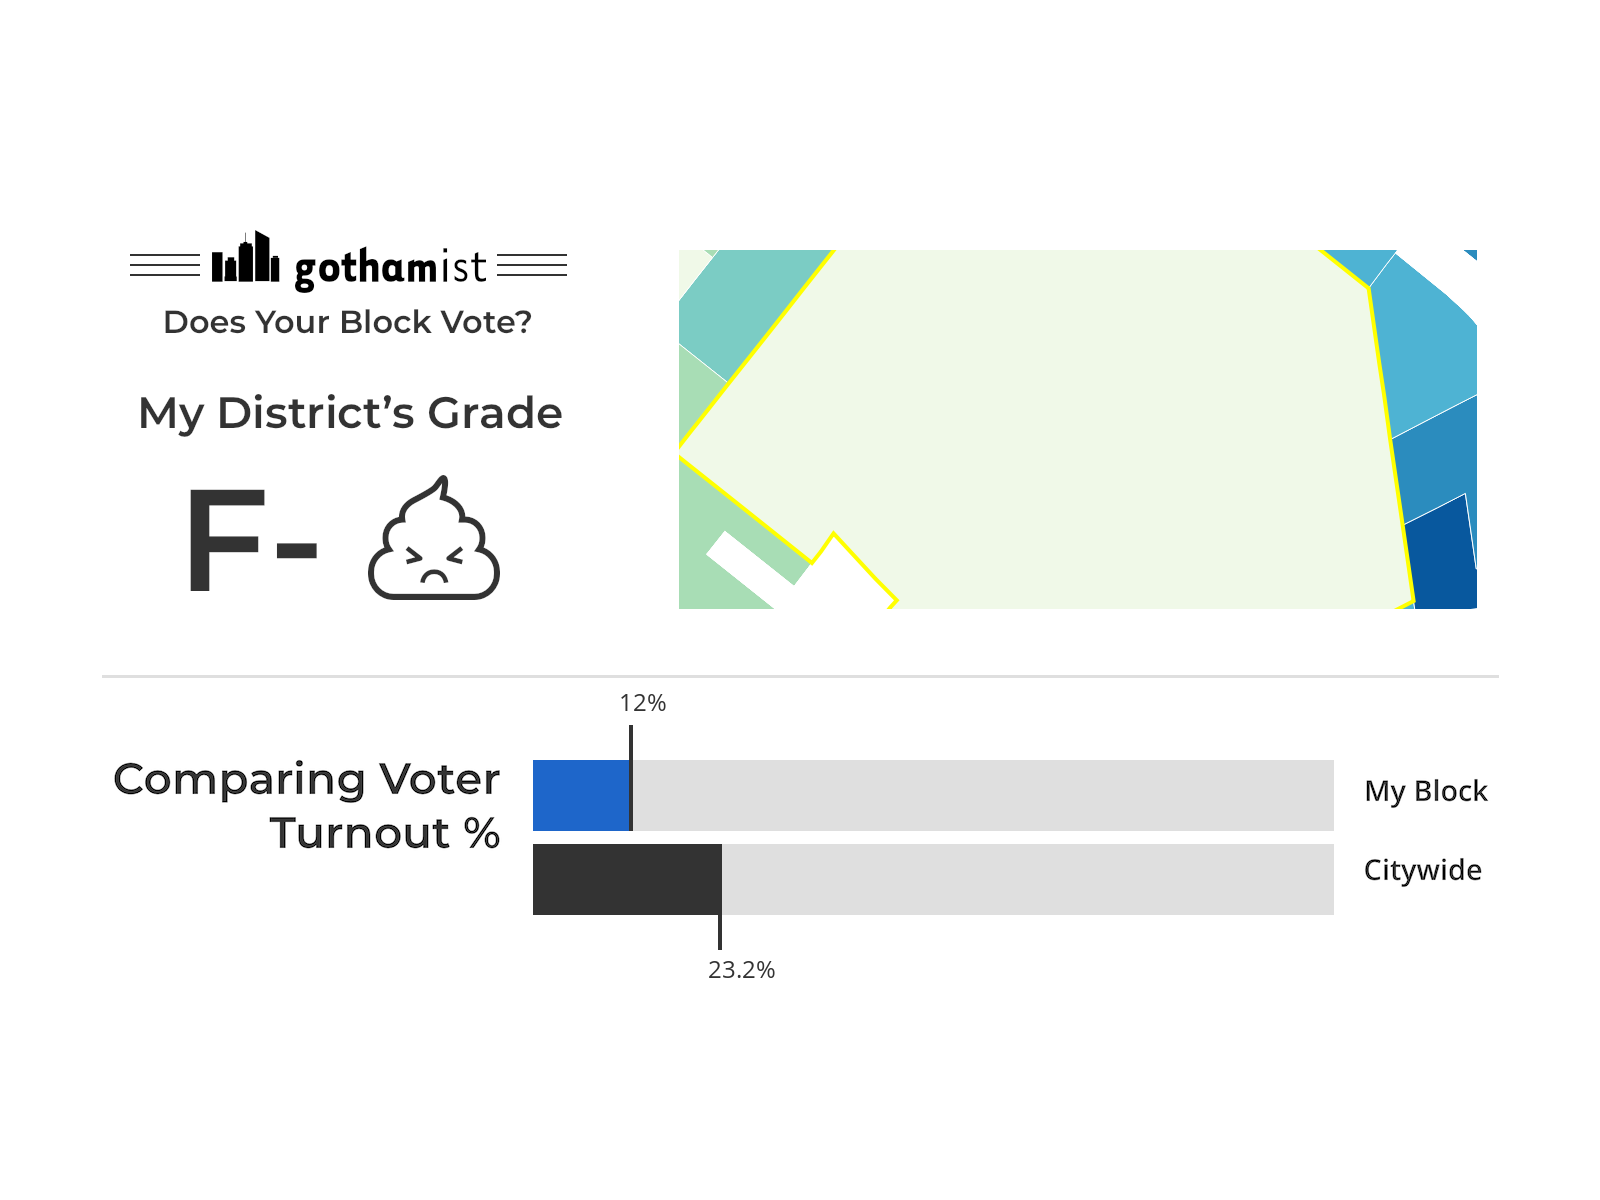 gothamist
Does Your Block Vote?
My District's Grade
F-
12%
Comparing Voter
Turnout %
My Block
Citywide
23.2%